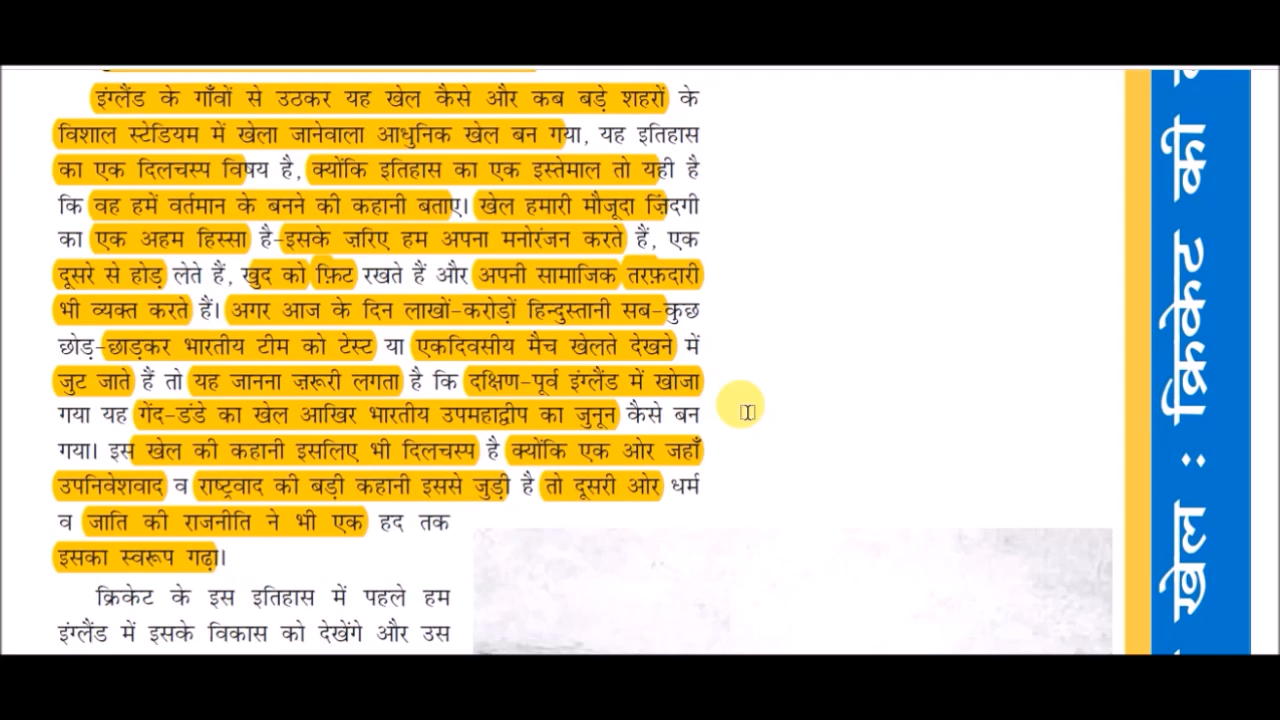 इंग्लैंड के गाँवों से उठकर यह खेल कैसे और कब बड़े शहरों के
विशाल स्टेडियम में खेला जानेवाला आधुनिक खेल बन गया, यह इतिहास
का एक दिलचस्प विषय है, क्योंकि इतिहास का एक इस्तेमाल तो यही है
कि वह हमें वर्तमान के बनने की कहानी बताए। खेल हमारी मौजूदा ज़िंदगी
का एक अहम हिस्सा है-इसके ज़रिए हम अपना मनोरंजन करते हैं, एक
दूसरे से होड़ लेते हैं, खुद को फ़िट रखते हैं और अपनी सामाजिक तरफ़दारी
भी व्यक्त करते हैं। अगर आज के दिन लाखों-करोड़ों हिन्दुस्तानी सब-कुछ
छोड़-छाड़कर भारतीय टीम को टेस्ट या एकदिवसीय मैच खेलते देखने में
जुट जाते हैं तो यह जानना ज़रूरी लगता है कि दक्षिण-पूर्व इंग्लैंड में खोजा
गया यह गेंद-डंडे का खेल आखिर भारतीय उपमहाद्वीप का जुनून कैसे बन
गया। इस खेल की कहानी इसलिए भी दिलचस्प है क्योंकि एक ओर जहाँ
उपनिवेशवाद व राष्ट्रवाद की बड़ी कहानी इससे जुड़ी है तो दूसरी ओर धर्म
व जाति की राजनीति ने भी एक हद तक
इसका स्वरूप गढ़ा।
क्रिकेट के इस इतिहास में पहले हम
इंग्लैंड में इसके विकास को देखेंगे और उस
खेल : क्रिकेट की